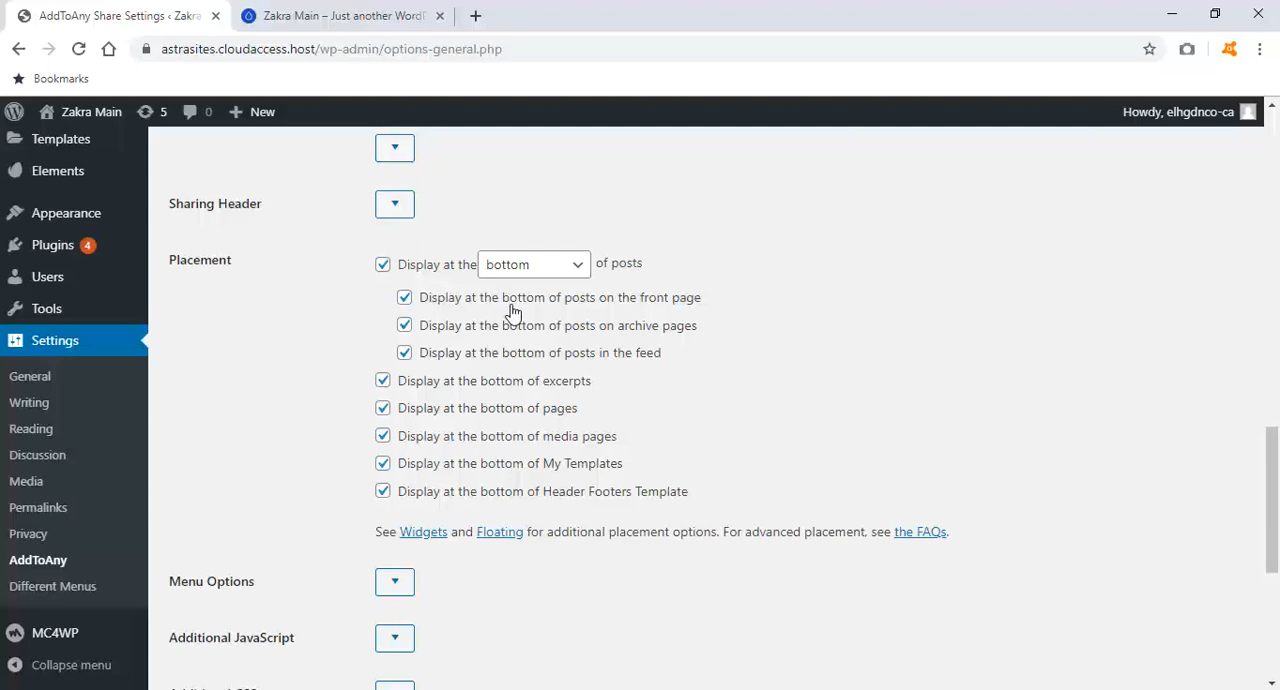 AddToAny Share Settings ‹ Zakra
Zakra Main – Just another WordP
astrasites.cloudaccess.host/wp-admin/options-general.php
Bookmarks
Zakra Main 5 0 New Howdy, elhgdnco-ca
Templates
Elements
Appearance
Plugins 4
Users
Tools
Settings
General
Writing
Reading
Discussion
Media
Permalinks
Privacy
AddToAny
Different Menus
MC4WP
Collapse menu
Sharing Header
Placement
Display at the bottom of posts
Display at the bottom of posts on the front page
Display at the bottom of posts on archive pages
Display at the bottom of posts in the feed
Display at the bottom of excerpts
Display at the bottom of pages
Display at the bottom of media pages
Display at the bottom of My Templates
Display at the bottom of Header Footers Template
See Widgets and Floating for additional placement options. For advanced placement, see the FAQs.
Menu Options
Additional JavaScript